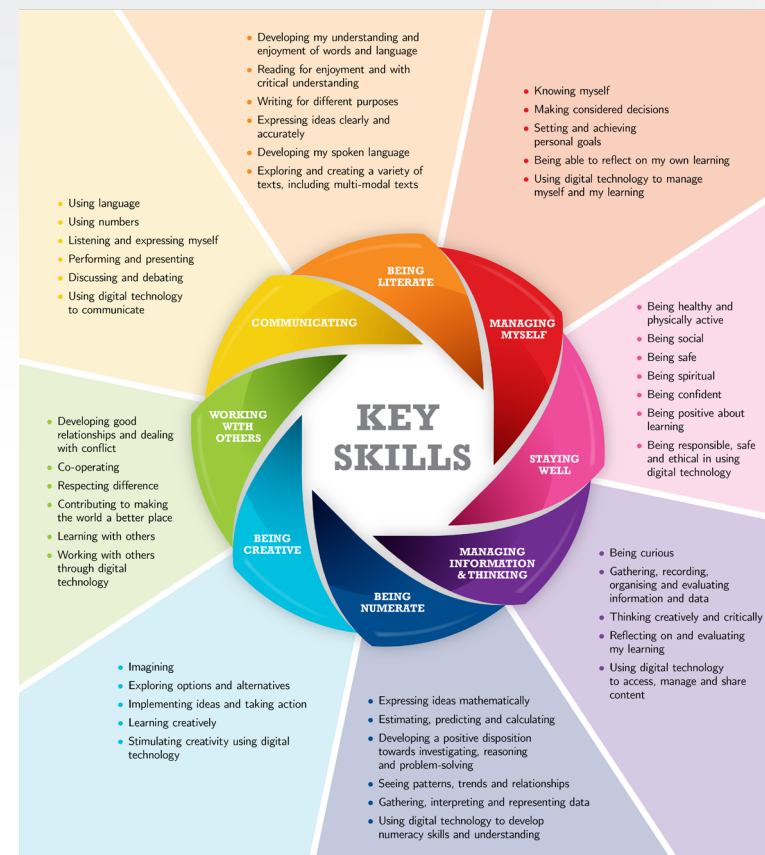 • Developing my understanding and
enjoyment of words and language
• Reading for enjoyment and with
critical understanding
• Writing for different purposes
• Expressing ideas clearly and
accurately
• Developing my spoken language
• Exploring and creating a variety of
texts, including multi-modal texts
• Knowing myself
• Making considered decisions
• Setting and achieving
personal goals
• Being able to reflect on my own learning
• Using digital technology to manage
myself and my learning
• Using language
• Using numbers
• Listening and expressing myself
• Performing and presenting
• Discussing and debating
• Using digital technology
to communicate
BEING
LITERATE
COMMUNICATING
MANAGING
MYSELF
• Being healthy and
physically active
• Being social
• Being safe
• Being spiritual
• Being confident
• Being positive about
learning
• Being responsible, safe
and ethical in using
digital technology
• Developing good
relationships and dealing
with conflict
• Co-operating
• Respecting difference
• Contributing to making
the world a better place
• Learning with others
• Working with others
through digital
technology
WORKING
WITH
OTHERS
KEY
SKILLS
STAYING
WELL
BEING
CREATIVE
MANAGING
INFORMATION
& THINKING
BEING
NUMERATE
• Being curious
• Gathering, recording,
organising and evaluating
information and data
• Thinking creatively and critically
• Reflecting on and evaluating
my learning
• Using digital technology
to access, manage and share
content
• Imagining
• Exploring options and alternatives
• Implementing ideas and taking action
• Learning creatively
• Stimulating creativity using digital
technology
• Expressing ideas mathematically
• Estimating, predicting and calculating
• Developing a positive disposition
towards investigating, reasoning
and problem-solving
• Seeing patterns, trends and relationships
• Gathering, interpreting and representing data
• Using digital technology to develop
numeracy skills and understanding